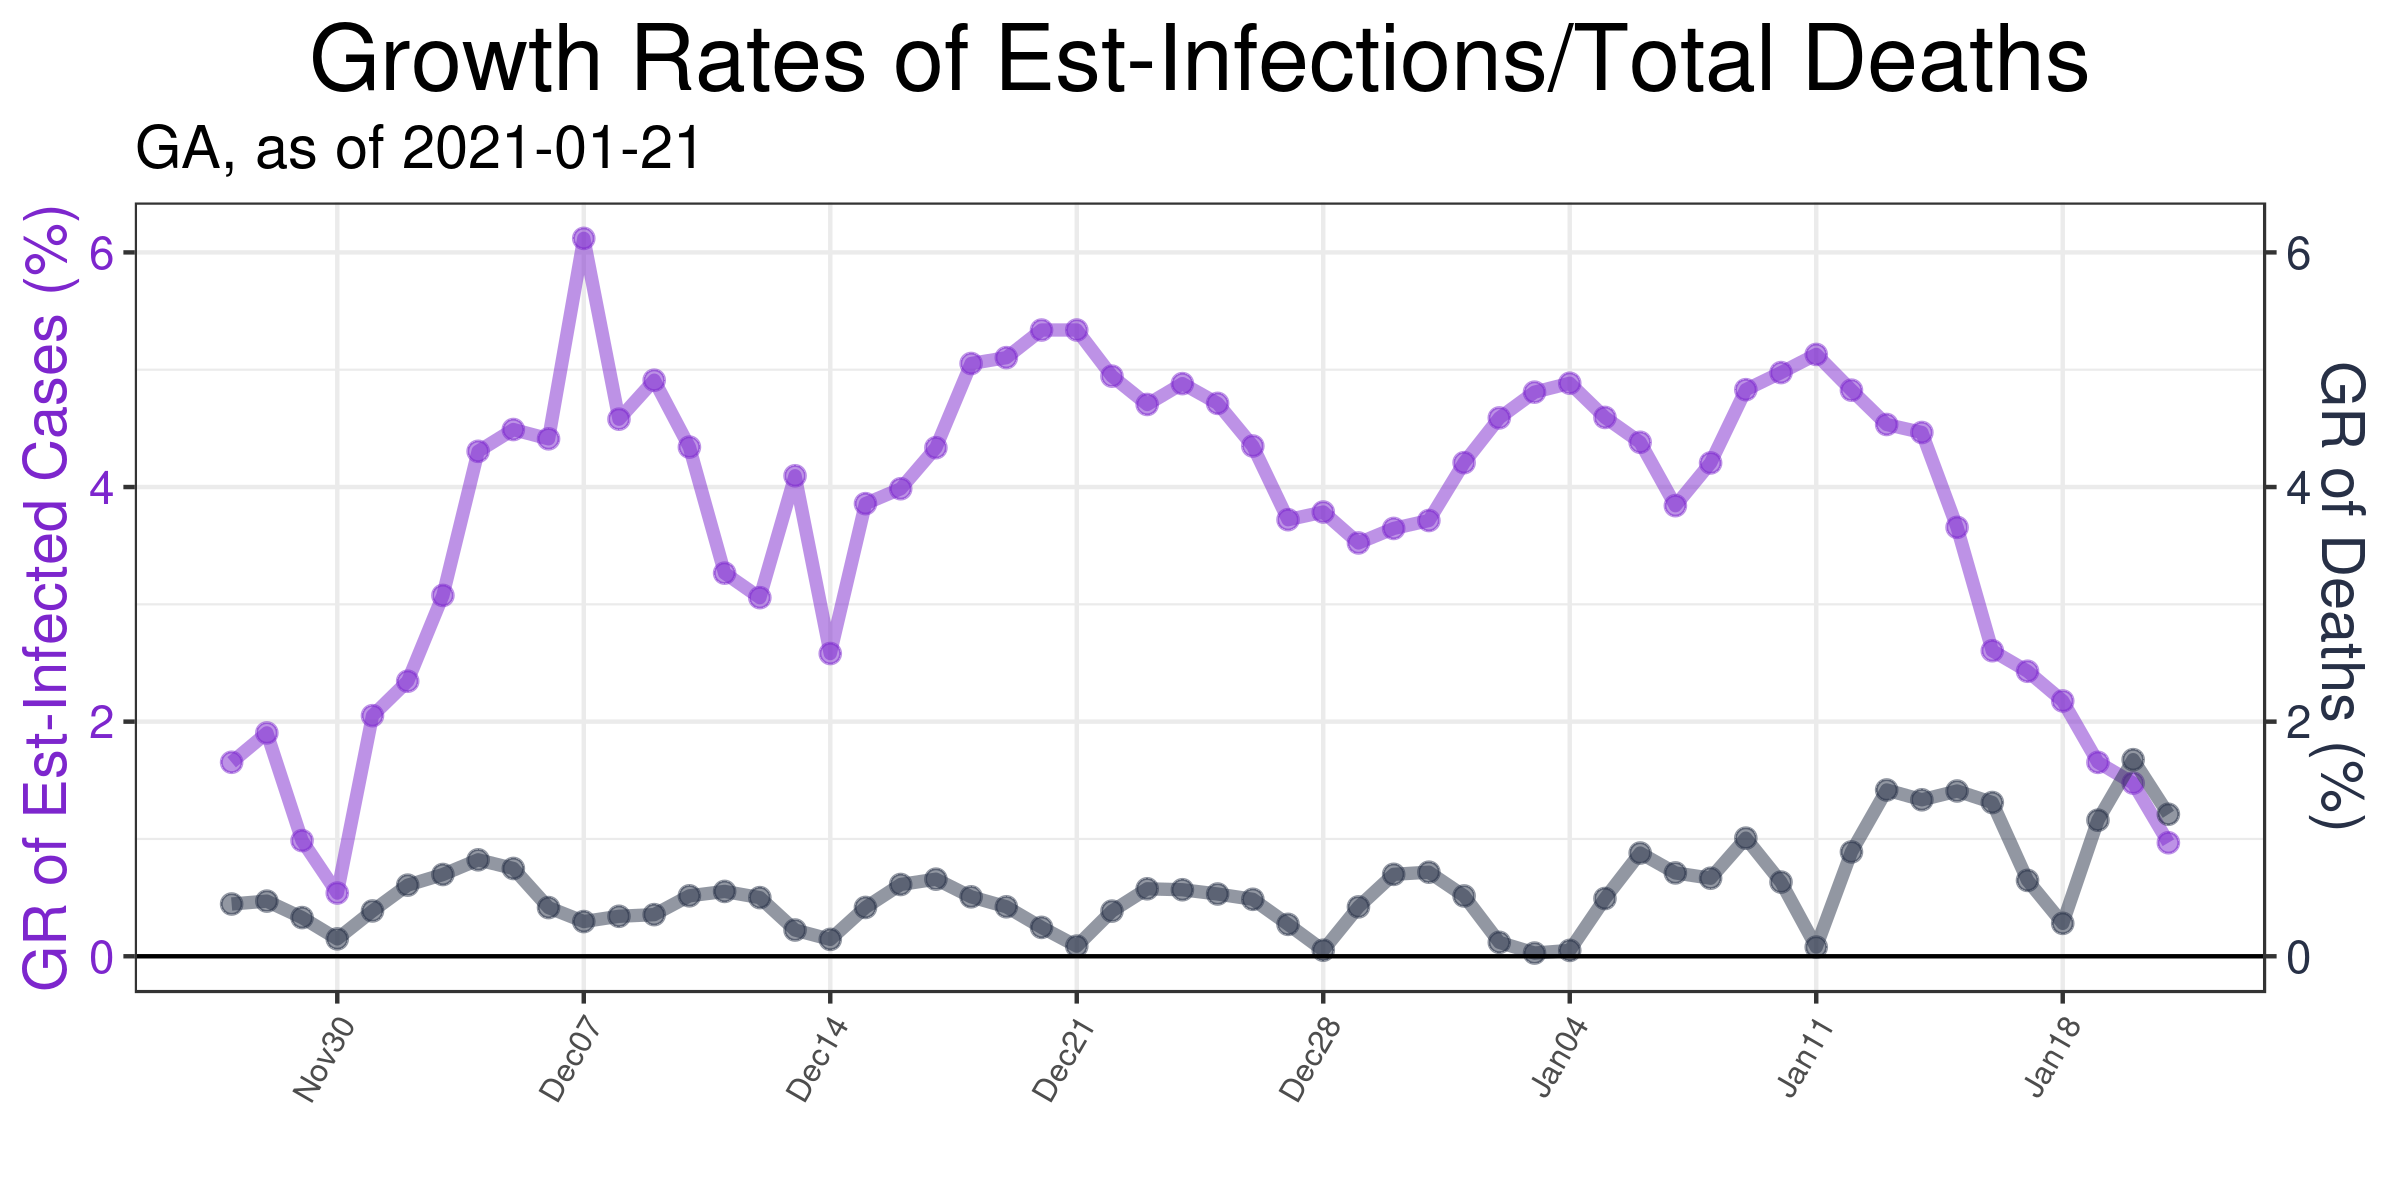 Growth Rates of Est-Infections/Total Deaths
GA, as of 2021-01-21
GR of Est-Infected Cases (%)
6
4
2
0
6
4
2
0
GR of Deaths (%)
Nov30
Dec07
Dec14
Dec21
Dec28
Jan04
Jan11
Jan18